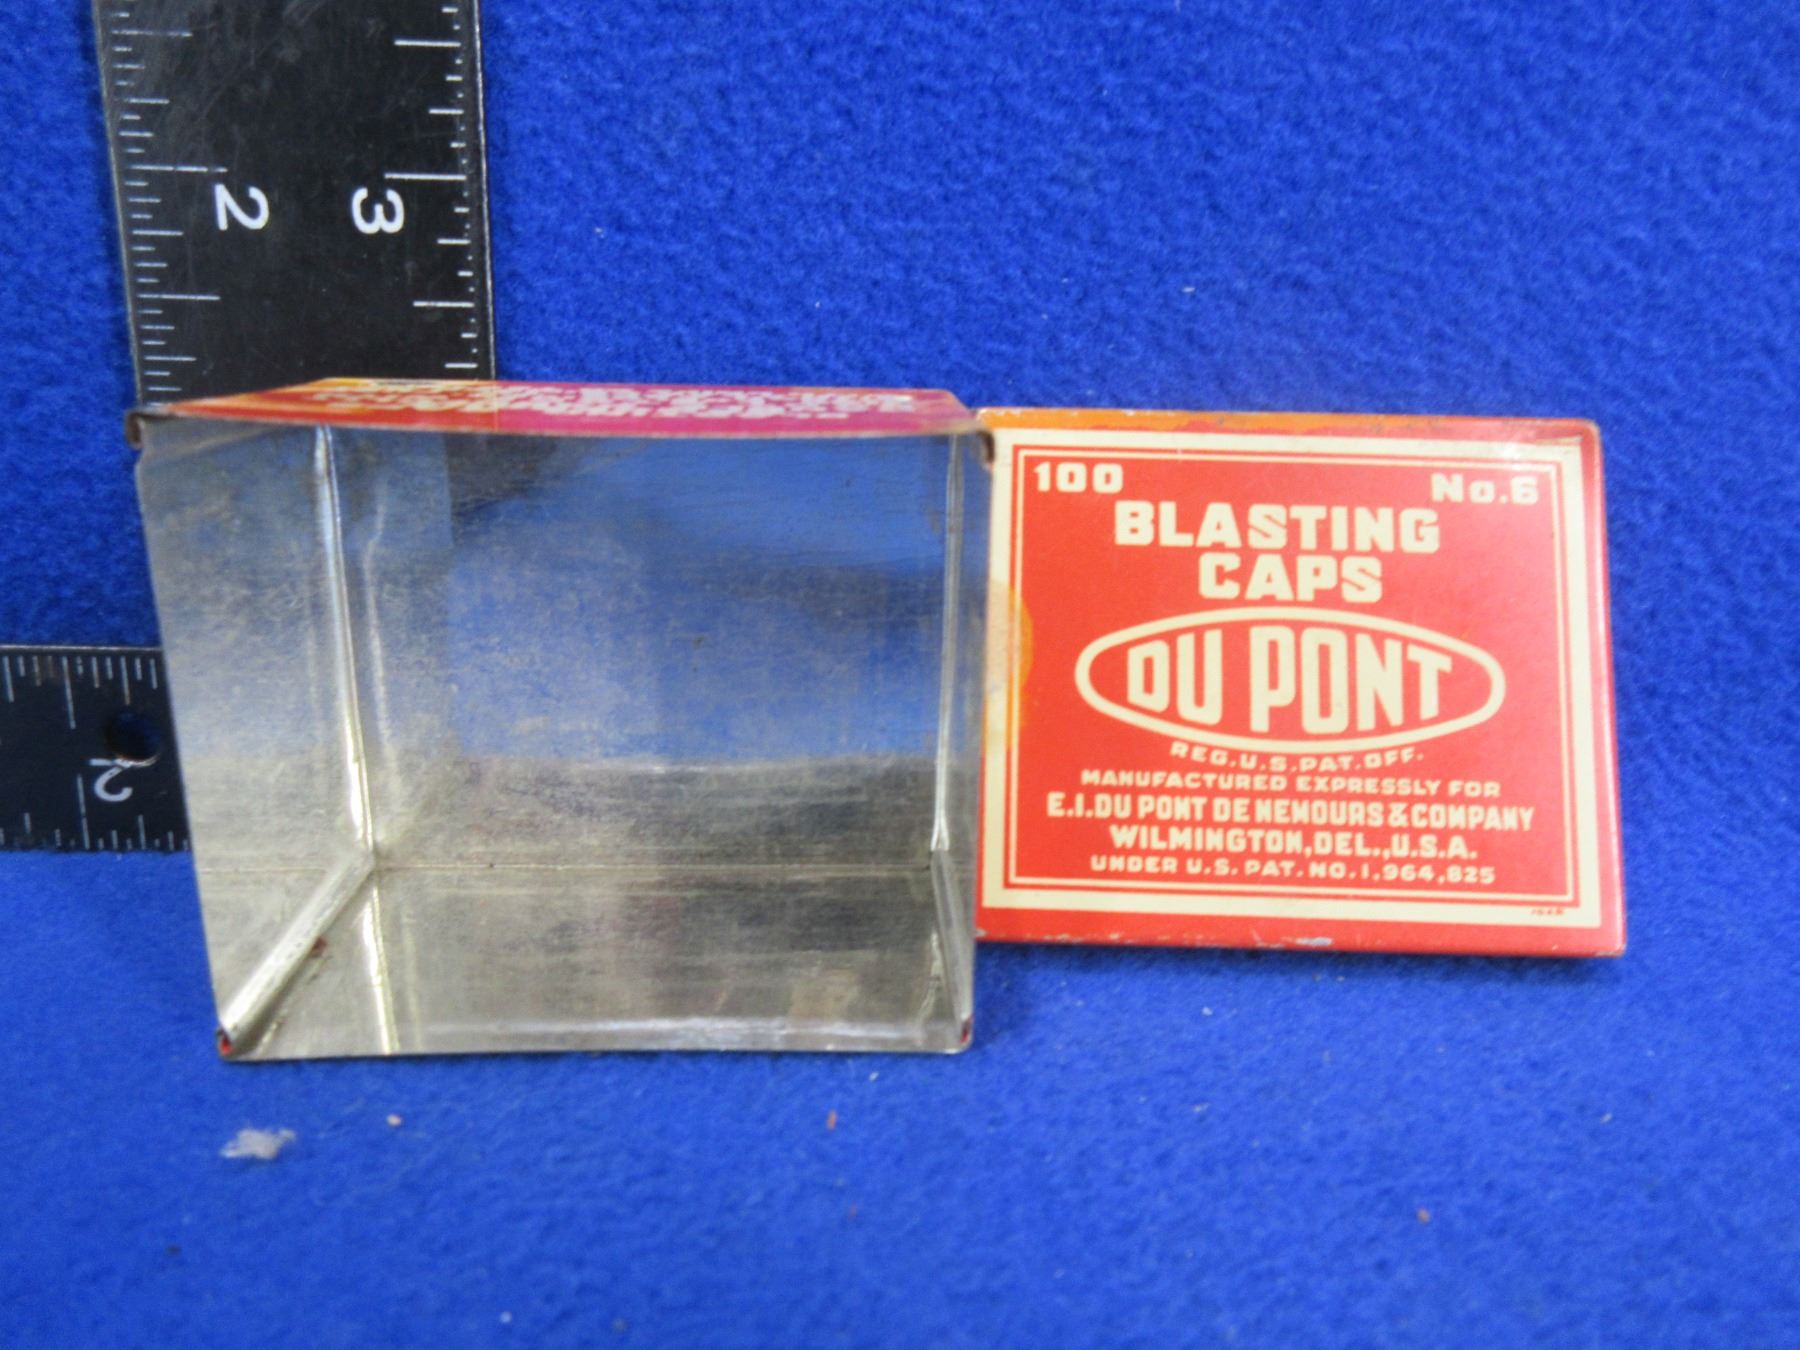 2 3
2
100 No.6
BLASTING
CAPS
DU PONT
REG.U.S.PAT.OFF.
MANUFACTURED EXPRESSLY FOR
E.I.DU PONT DE NEMOURS & COMPANY
WILMINGTON, DEL., U.S.A.
UNDER U.S. PAT. NO. 1,964,825